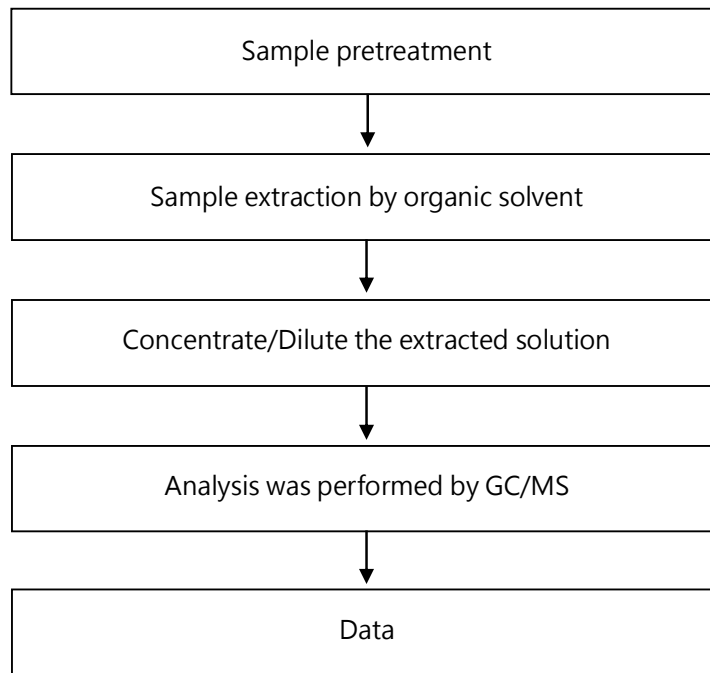 Sample pretreatment
Sample extraction by organic solvent
Concentrate/Dilute the extracted solution
Analysis was performed by GC/MS
Data